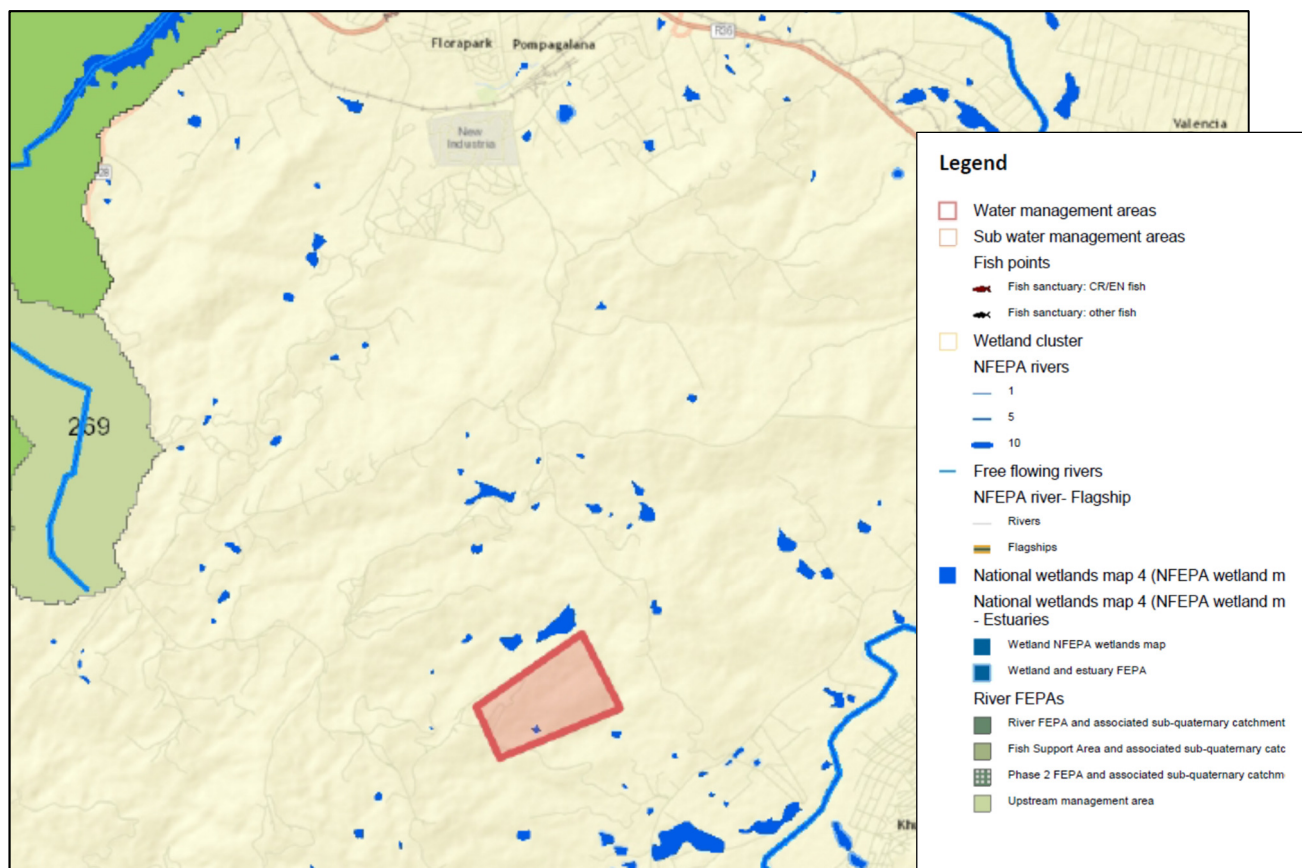 Florapark
Pompagalana
R36
Valencia
New
Industria
28
269
Legend
Water management areas
Sub water management areas
Fish points
Fish sanctuary: CR/EN fish
Fish sanctuary: other fish
Wetland cluster
NFEPA rivers
1
5
10
Free flowing rivers
NFEPA river- Flagship
Rivers
Flagships
National wetlands map 4 (NFEPA wetland m
National wetlands map 4 (NFEPA wetland m
- Estuaries
Wetland NFEPA wetlands map
Wetland and estuary FEPA
River FEPAs
River FEPA and associated sub-quaternary catchment
Fish Support Area and associated sub-quaternary catc
Phase 2 FEPA and associated sub-quaternary catchm
Upstream management area